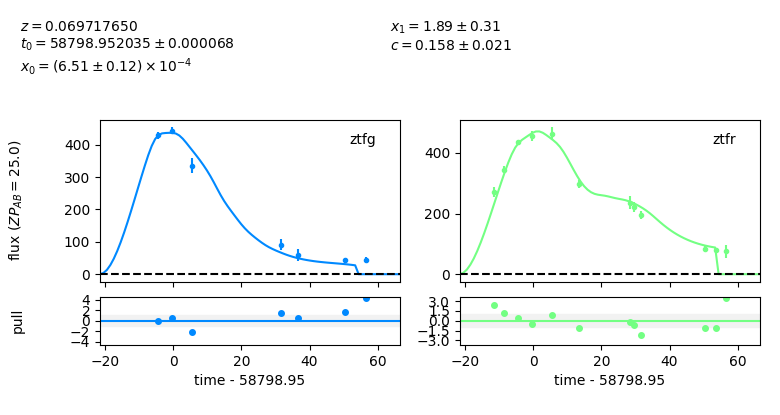 z = 0.069717650
t₀ = 58798.952035 ± 0.000068
x₀ = (6.51 ± 0.12) × 10⁻⁴
x₁ = 1.89 ± 0.31
c = 0.158 ± 0.021
flux (ZP_AB = 25.0)
400
300
200
100
0
ztfg
400
200
0
ztfr
pull
4
2
0
−2
−4
−20
0
20
40
60
time - 58798.95
3.0
1.5
0.0
−1.5
−3.0
−20
0
20
40
60
time - 58798.95